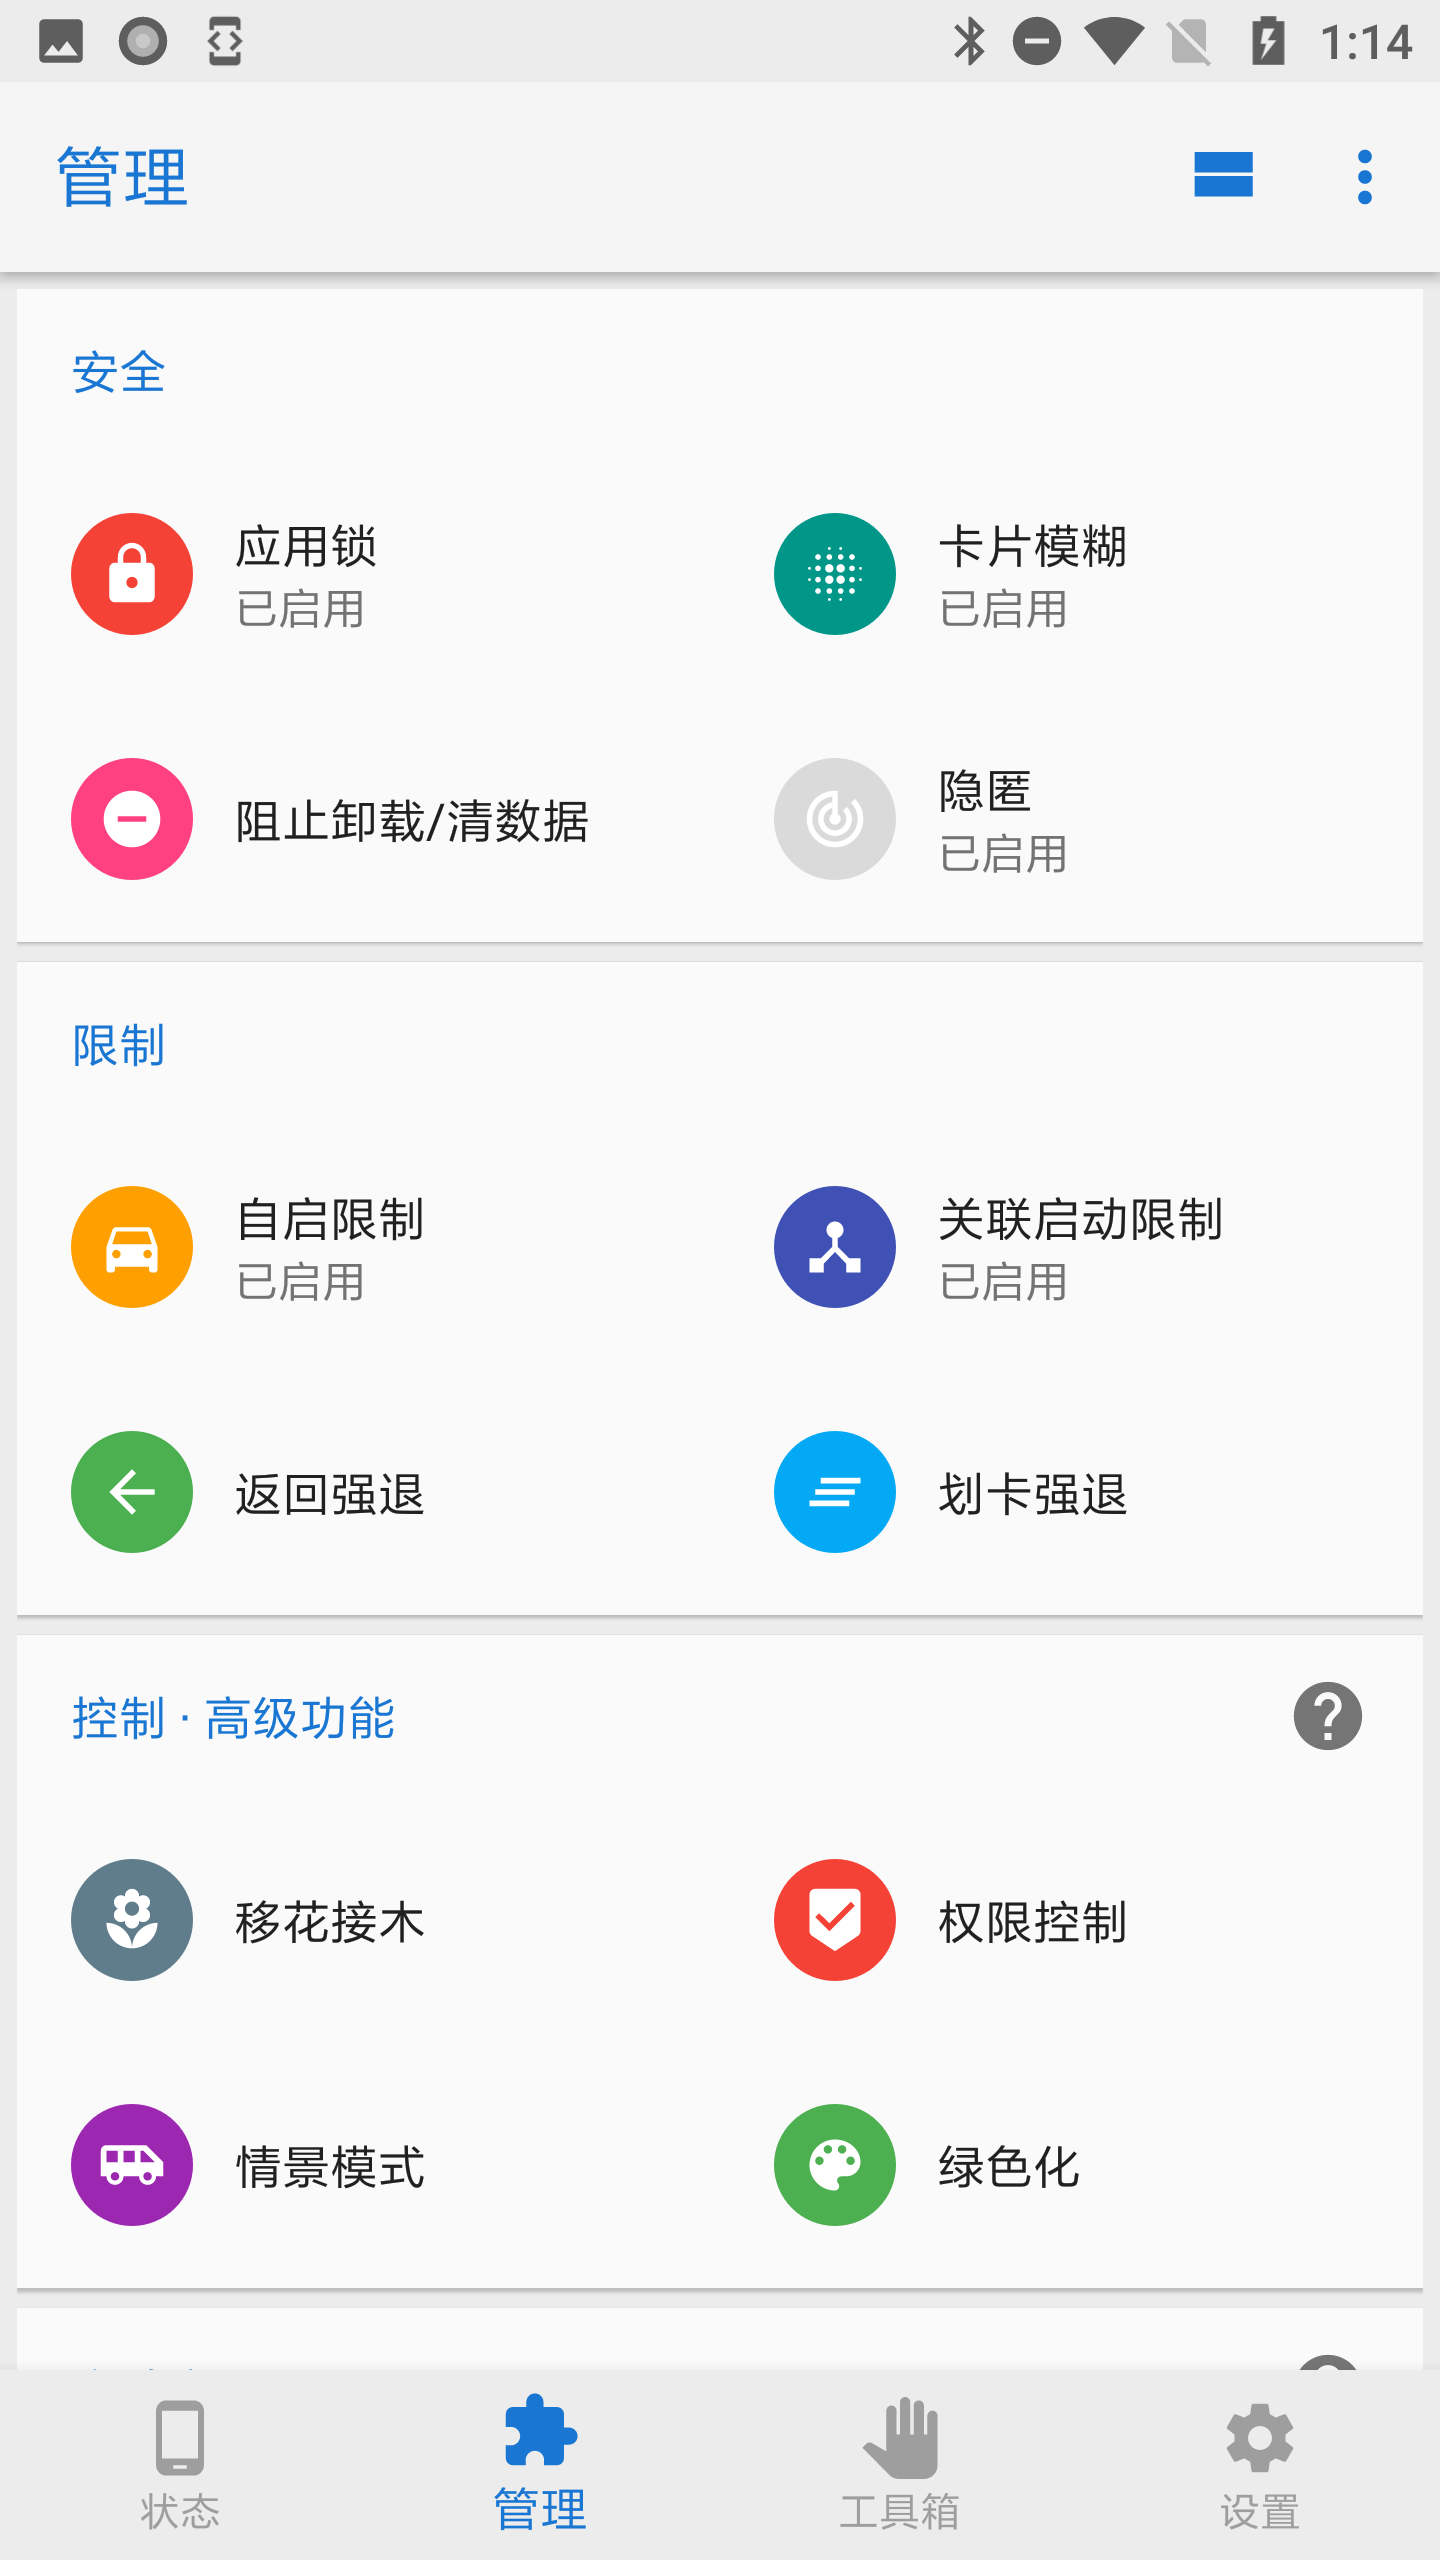 1:14
管理
安全
应用锁
已启用
卡片模糊
已启用
阻止卸载/清数据
隐匿
已启用
限制
自启限制
已启用
关联启动限制
已启用
返回强退
划卡强退
控制 · 高级功能
移花接木
权限控制
情景模式
绿色化
状态
管理
工具箱
设置